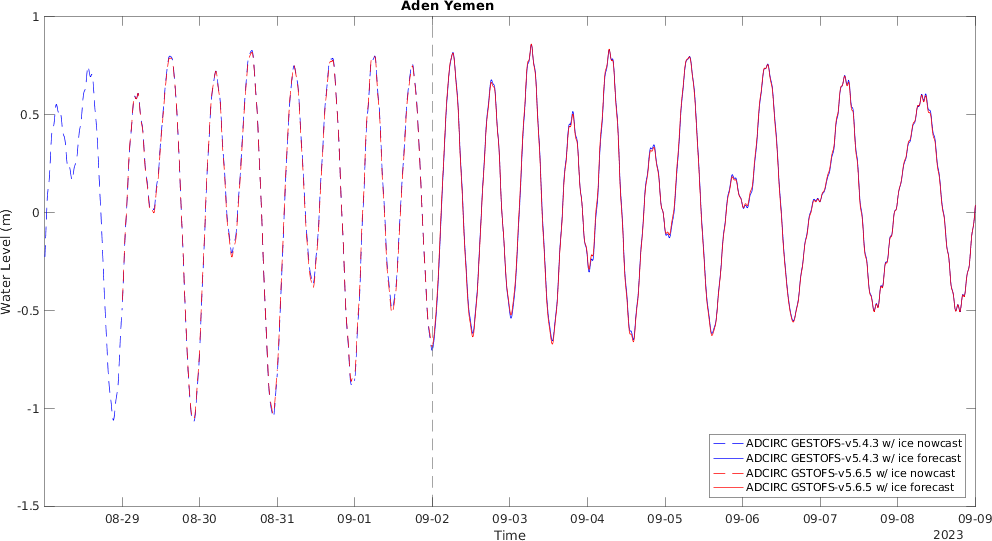 Aden Yemen
1
0.5
0
-0.5
-1
-1.5
Water Level (m)
08-29 08-30 08-31 09-01 09-02 09-03 09-04 09-05 09-06 09-07 09-08 09-09
Time
2023
ADCIRC GESTOFS-v5.4.3 w/ ice nowcast
ADCIRC GESTOFS-v5.4.3 w/ ice forecast
ADCIRC GSTOFS-v5.6.5 w/ ice nowcast
ADCIRC GSTOFS-v5.6.5 w/ ice forecast